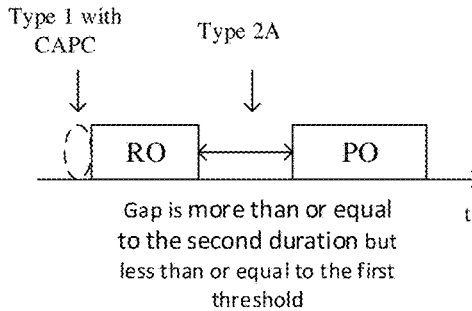 Type 1 with
CAPC
Type 2A
RO
PO
t
Gap is more than or equal
to the second duration but
less than or equal to the first
threshold